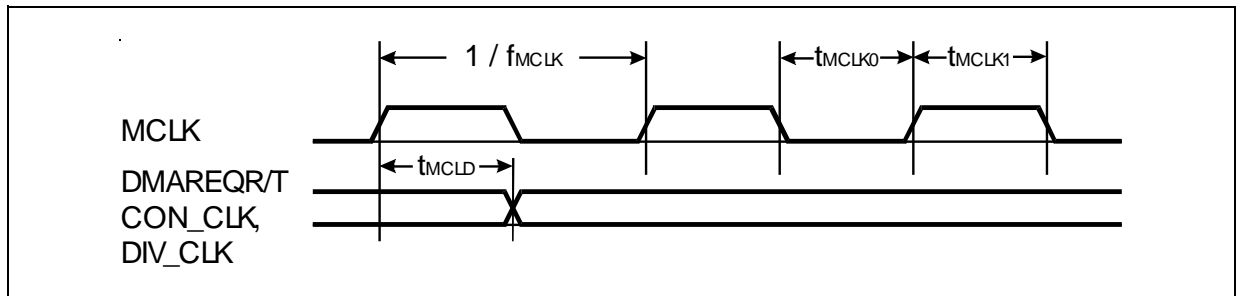 1 / fMCLK
tMCLK0
tMCLK1
MCLK
tMCLD
DMAREQR/T
CON_CLK,
DIV_CLK